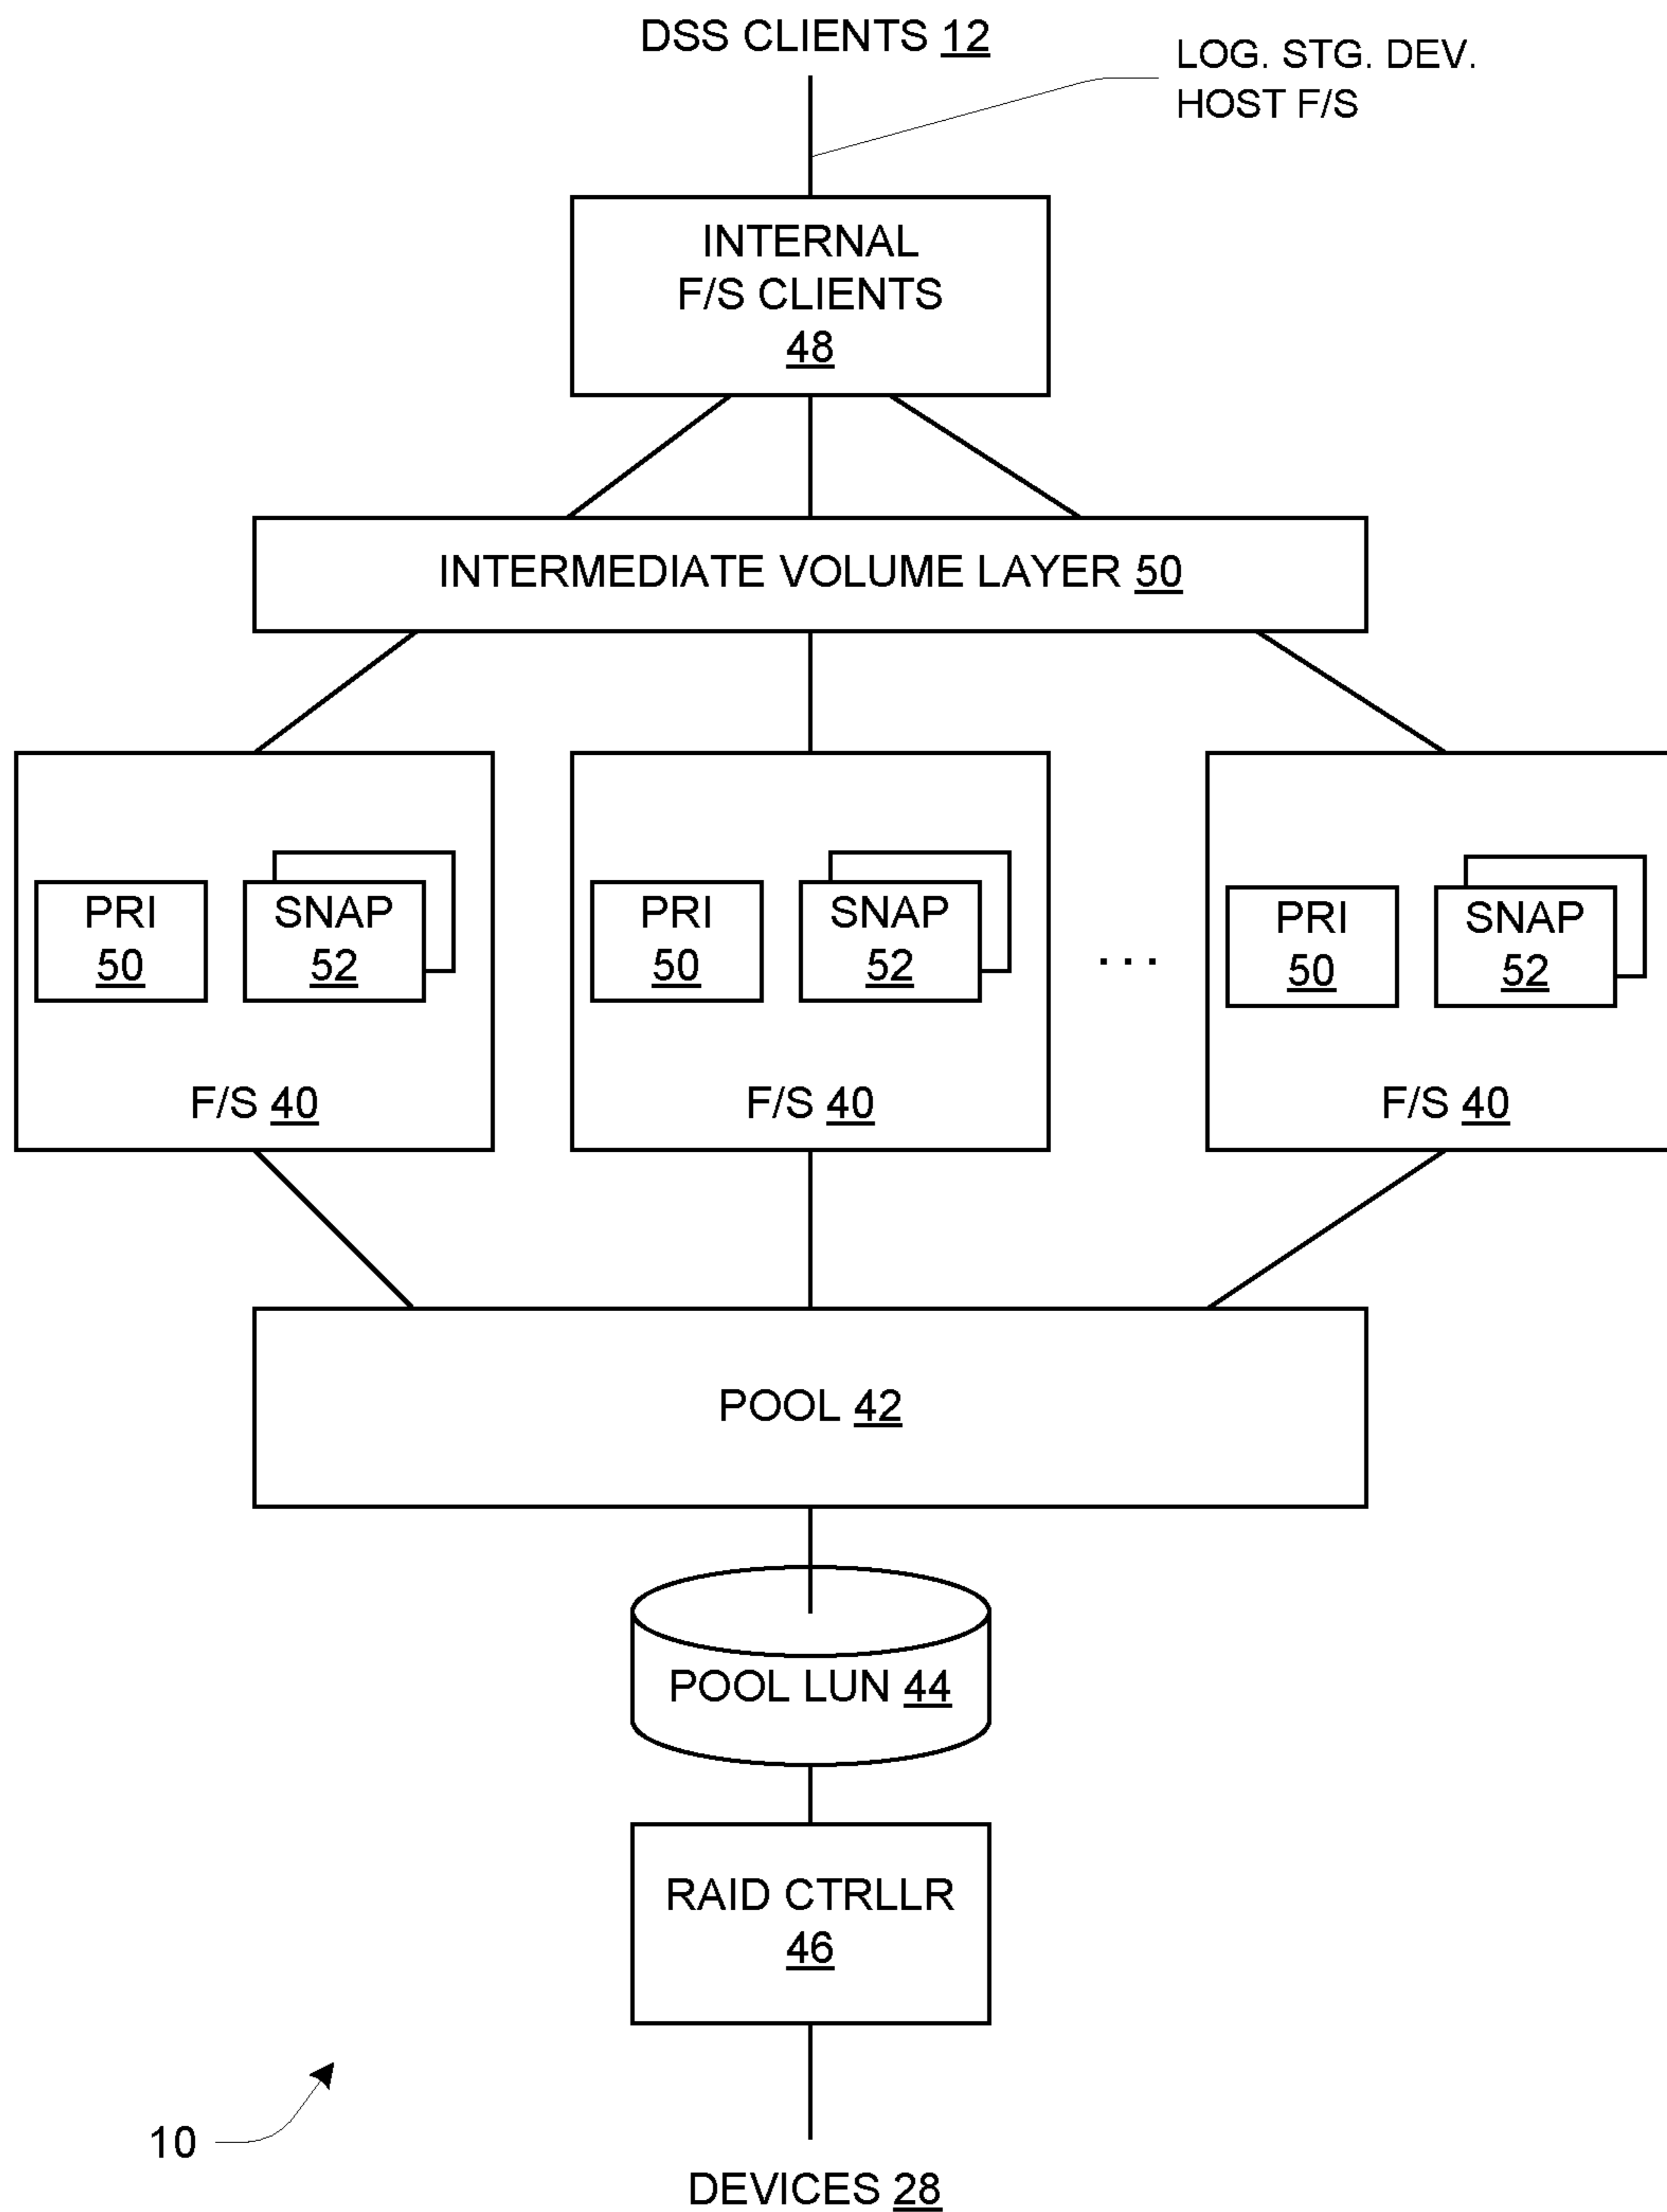 DSS CLIENTS 12
LOG. STG. DEV.
HOST F/S
INTERNAL
F/S CLIENTS
48
INTERMEDIATE VOLUME LAYER 50
PRI
50
SNAP
52
F/S 40
PRI
50
SNAP
52
F/S 40
...
PRI
50
SNAP
52
F/S 40
POOL 42
POOL LUN 44
RAID CTRLLR
46
10
DEVICES 28